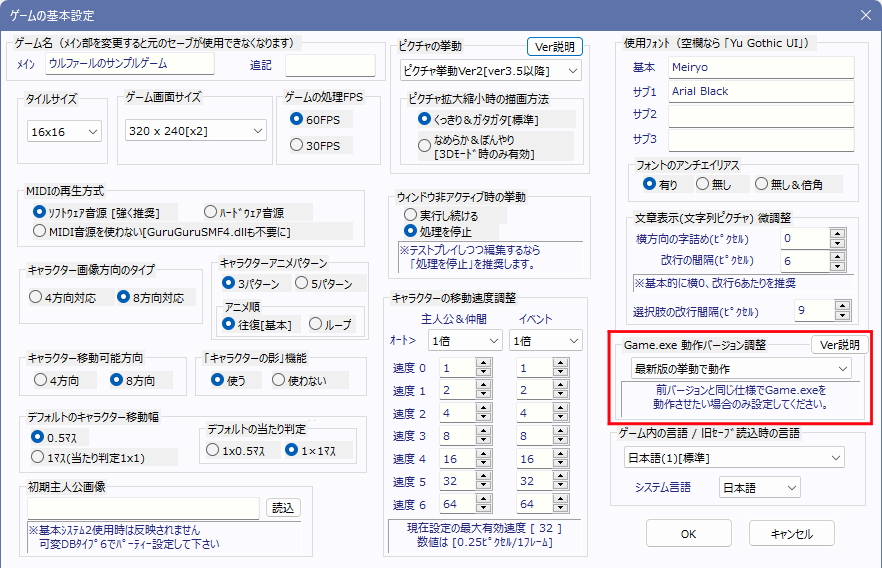 ゲームの基本設定
ゲーム名（メイン部を変更すると元のセーブが使用できなくなります）
メイン ウルファールのサンプルゲーム 追記
タイルサイズ
16x16
ゲーム画面サイズ
320 x 240[x2]
ゲームの処理FPS
60FPS
30FPS
MIDIの再生方式
ｿﾌﾄｳｪｱ音源 [強く推奨] ﾊｰﾄﾞｳｪｱ音源
MIDI音源を使わない[GuruGuruSMF4.dllも不要に]
キャラクター画像方向のタイプ
4方向対応 8方向対応
キャラクターアニメパターン
3パターン 5パターン
アニメ順
往復[基本] ループ
キャラクター移動可能方向
4方向 8方向
「キャラクターの影」機能
使う 使わない
デフォルトのキャラクター移動幅
0.5ﾏｽ
1ﾏｽ(当たり判定1x1)
デフォルトの当たり判定
1x0.5ﾏｽ 1×1ﾏｽ
初期主人公画像
読込
※基本ｼｽﾃﾑ2使用時は反映されません
可変DBﾀｲﾌﾟ6でﾊﾟｰﾃｨｰ設定して下さい
ピクチャの挙動 Ver説明
ピクチャ挙動Ver2[ver3.5以降]
ピクチャ拡大縮小時の描画方法
くっきり＆ガタガタ[標準]
なめらか＆ぼんやり
[3Dﾓｰﾄﾞ時のみ有効]
ウィンドウ非アクティブ時の挙動
実行し続ける
処理を停止
※テストプレイしつつ編集するなら
「処理を停止」を推奨します。
キャラクターの移動速度調整
主人公＆仲間 イベント
ｵｰﾄ> 1倍 1倍
速度 0 1 1
速度 1 2 2
速度 2 4 4
速度 3 8 8
速度 4 16 16
速度 5 32 32
速度 6 64 64
現在設定の最大有効速度 [ 32 ]
数値は [0.25ﾋﾟｸｾﾙ/1ﾌﾚｰﾑ]
使用フォント（空欄なら「Yu Gothic UI」）
基本 Meiryo
サブ1 Arial Black
サブ2
サブ3
フォントのアンチエイリアス
有り 無し 無し＆倍角
文章表示(文字列ピクチャ) 微調整
横方向の字詰め(ﾋﾟｸｾﾙ) 0
改行の間隔(ﾋﾟｸｾﾙ) 6
※基本的に横0、改行6あたりを推奨
選択肢の改行間隔(ﾋﾟｸｾﾙ) 9
Game.exe 動作バージョン調整 Ver説明
最新版の挙動で動作
前バージョンと同じ仕様でGame.exeを
動作させたい場合のみ設定してください。
ゲーム内の言語 / 旧ｾｰﾌﾞ読込時の言語
日本語(1)[標準]
システム言語 日本語
OK キャンセル